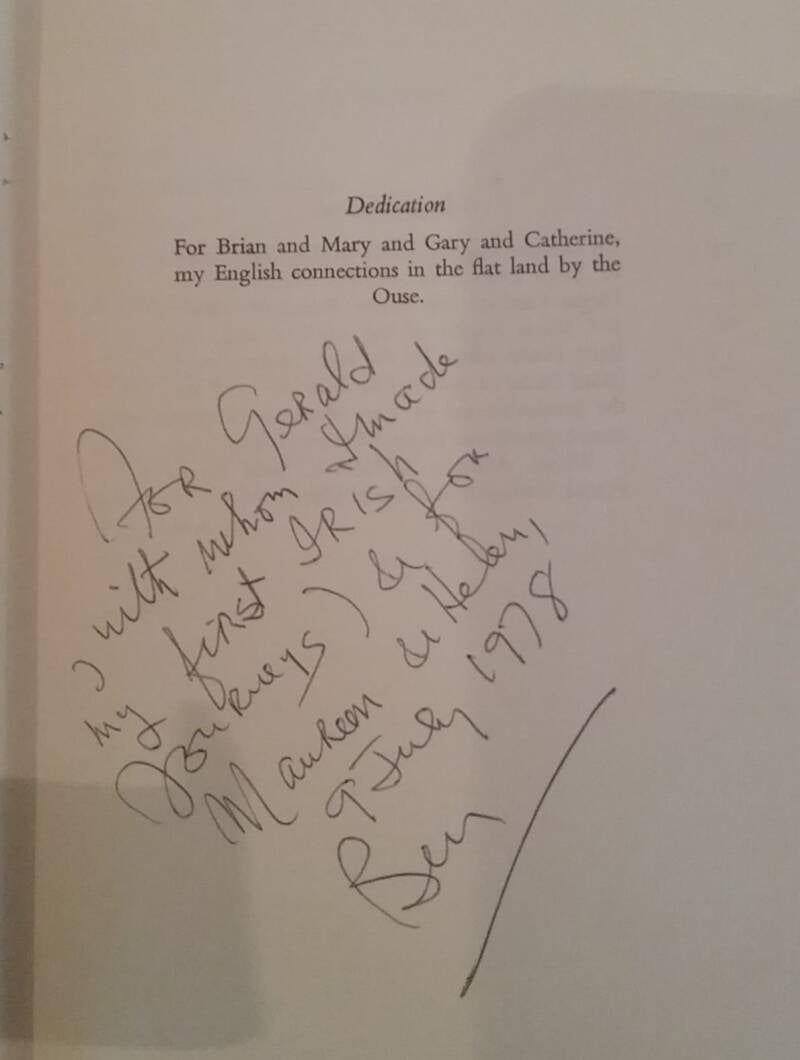 Dedication
For Brian and Mary and Gary and Catherine,
my English connections in the flat land by the
Ouse.
For Gerald
(with whom I made
my first Irish
Journeys) & for
Maureen & Helen,
9 July 1978
Ben